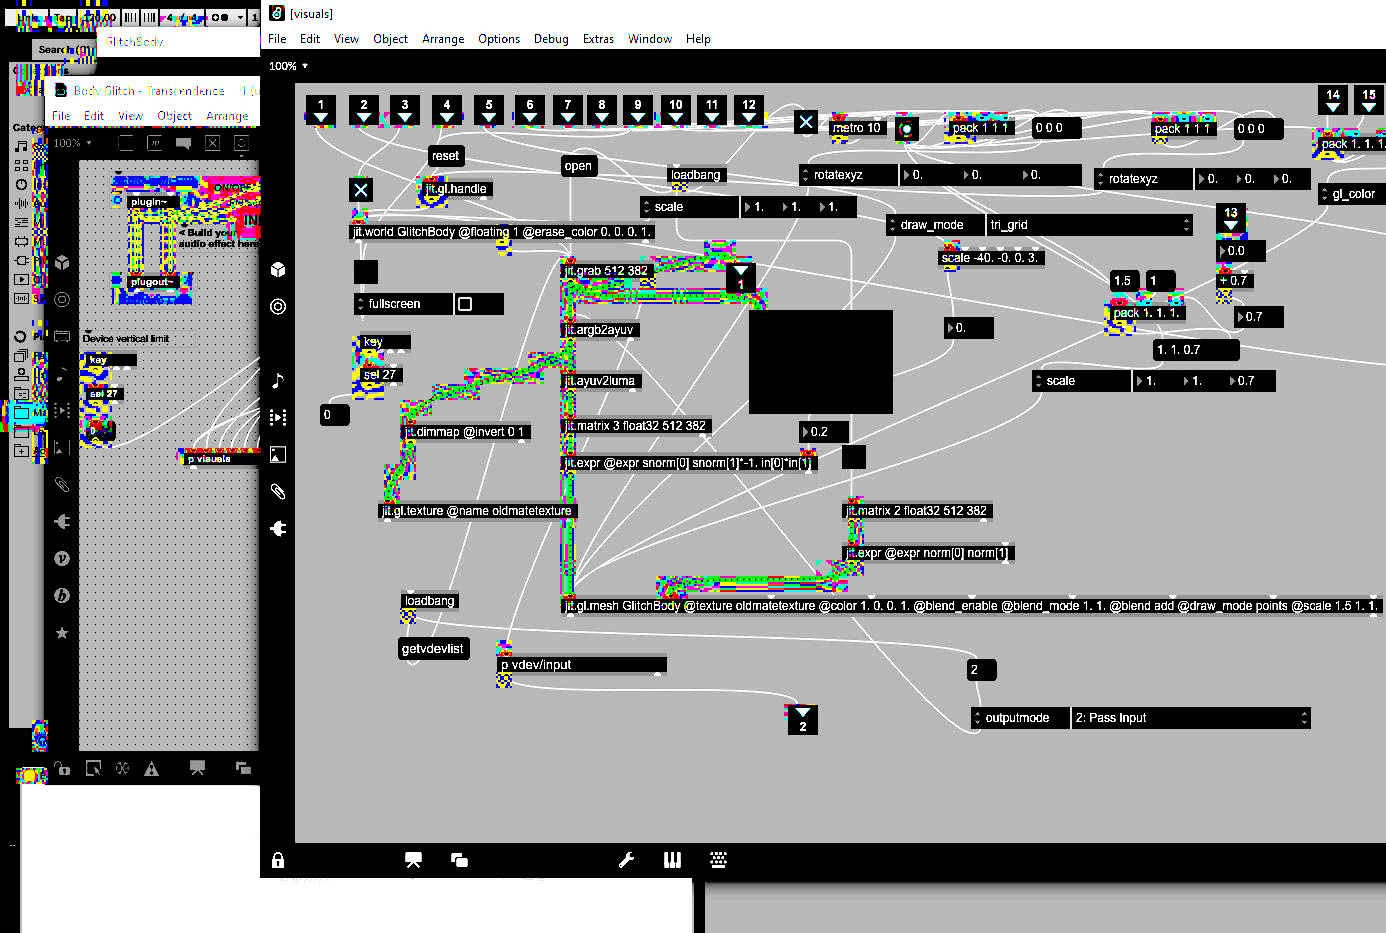 Tap 120.00 4 / 4 1
[visuals]
File Edit View Object Arrange Options Debug Extras Window Help
GlitchBody
100%
Body Glitch - Transcendence
File Edit View Object Arrange
100%
1 2 3 4 5 6 7 8 9 10 11 12
14 15
metro 10
pack 1 1 1
0 0 0
pack 1 1 1
0 0 0
pack 1. 1. 1.
reset
open
loadbang
rotatexyz 0. 0. 0.
rotatexyz 0. 0. 0.
gl_color
jit.gl.handle
scale 1. 1. 1.
13
draw_mode tri_grid
jit.world GlitchBody @floating 1 @erase_color 0. 0. 0. 1.
0.0
scale -40. -0. 0. 3.
jit.grab 512 382
1
1.5
1
+ 0.7
fullscreen
pack 1. 1. 1.
0.7
jit.argb2ayuv
0.
key
1. 1. 0.7
sel 27
jit.ayuv2luma
scale 1. 1. 0.7
0
jit.dimmap @invert 0 1
jit.matrix 3 float32 512 382
0.2
jit.expr @expr snorm[0] snorm[1]*-1. in[0]*in[1]
jit.gl.texture @name oldmatetexture
jit.matrix 2 float32 512 382
jit.expr @expr norm[0] norm[1]
loadbang
jit.gl.mesh GlitchBody @texture oldmatetexture @color 1. 0. 0. 1. @blend_enable @blend_mode 1. 1. @blend add @draw_mode points @scale 1.5 1. 1.
getvdevlist
p vdev/input
2
2
outputmode 2: Pass Input
plugin~
< Build your
audio effect here
plugout~
Device vertical limit
key
sel 27
0
p visuals